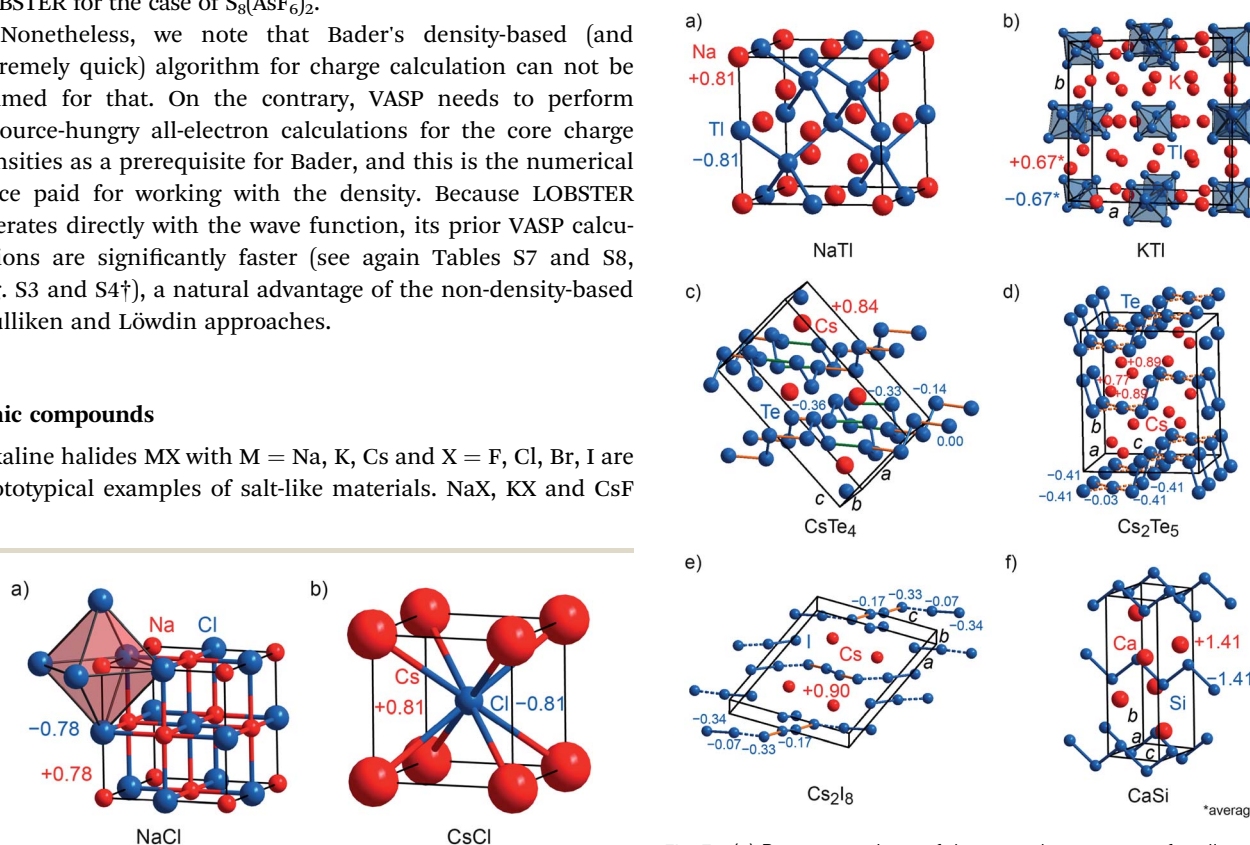 LOBSTER for the case of S8(AsF6)2.
Nonetheless, we note that Bader's density-based (and
remely quick) algorithm for charge calculation can not be
med for that. On the contrary, VASP needs to perform
ource-hungry all-electron calculations for the core charge
nsities as a prerequisite for Bader, and this is the numerical
ce paid for working with the density. Because LOBSTER
erates directly with the wave function, its prior VASP calcu-
ions are significantly faster (see again Tables S7 and S8,
. S3 and S4†), a natural advantage of the non-density-based
ulliken and Löwdin approaches.
nic compounds
kaline halides MX with M = Na, K, Cs and X = F, Cl, Br, I are
ototypical examples of salt-like materials. NaX, KX and CsF
a)
Na
Cl
−0.78
+0.78
NaCl
b)
Cs
+0.81
Cl
−0.81
CsCl
a)
Na
+0.81
Tl
−0.81
NaTl
b)
b
K
Tl
+0.67*
−0.67*
a
KTl
c)
+0.84
Cs
−0.33
−0.14
−0.36
Te
0.00
a
c
b
CsTe4
d)
Te
+0.89
+0.77
+0.89
Cs
b
c
a
−0.41
−0.41
−0.03
−0.41
−0.41
Cs2Te5
e)
−0.33
−0.17
−0.07
−0.34
c
b
I
Cs
a
+0.90
−0.34
−0.07
−0.33
−0.17
Cs2I8
f)
Ca
+1.41
−1.41
Si
b
a
c
CaSi
*averag